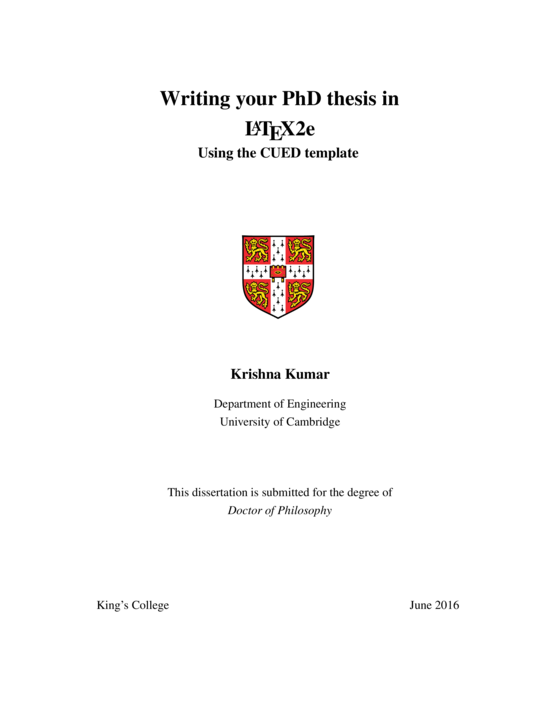 Writing your PhD thesis in
LATEX2e
Using the CUED template
Krishna Kumar
Department of Engineering
University of Cambridge
This dissertation is submitted for the degree of
Doctor of Philosophy
King's College June 2016